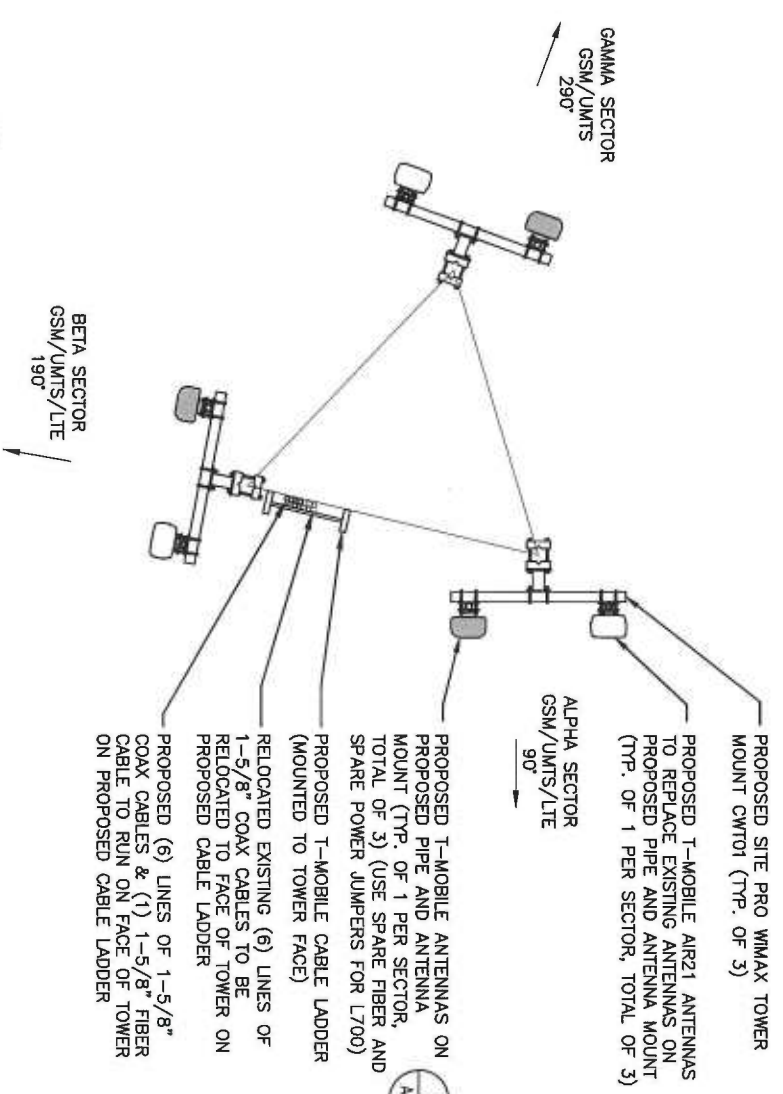 PROPOSED SITE PRO WIMAX TOWER
MOUNT CWT01 (TYP. OF 3)
PROPOSED T-MOBILE AIR21 ANTENNAS
TO REPLACE EXISTING ANTENNAS ON
PROPOSED PIPE AND ANTENNA MOUNT
(TYP. OF 1 PER SECTOR, TOTAL OF 3)
ALPHA SECTOR
GSM/UMTS/LTE
90°
PROPOSED T-MOBILE ANTENNAS ON
PROPOSED PIPE AND ANTENNA
MOUNT (TYP. OF 1 PER SECTOR,
TOTAL OF 3) (USE SPARE FIBER AND
SPARE POWER JUMPERS FOR L700)
PROPOSED T-MOBILE CABLE LADDER
(MOUNTED TO TOWER FACE)
RELOCATED EXISTING (6) LINES OF
1-5/8" COAX CABLES TO BE
RELOCATED TO FACE OF TOWER ON
PROPOSED CABLE LADDER
PROPOSED (6) LINES OF 1-5/8"
COAX CABLES & (1) 1-5/8" FIBER
CABLE TO RUN ON FACE OF TOWER
ON PROPOSED CABLE LADDER
GAMMA SECTOR
GSM/UMTS
290°
BETA SECTOR
GSM/UMTS/LTE
190°